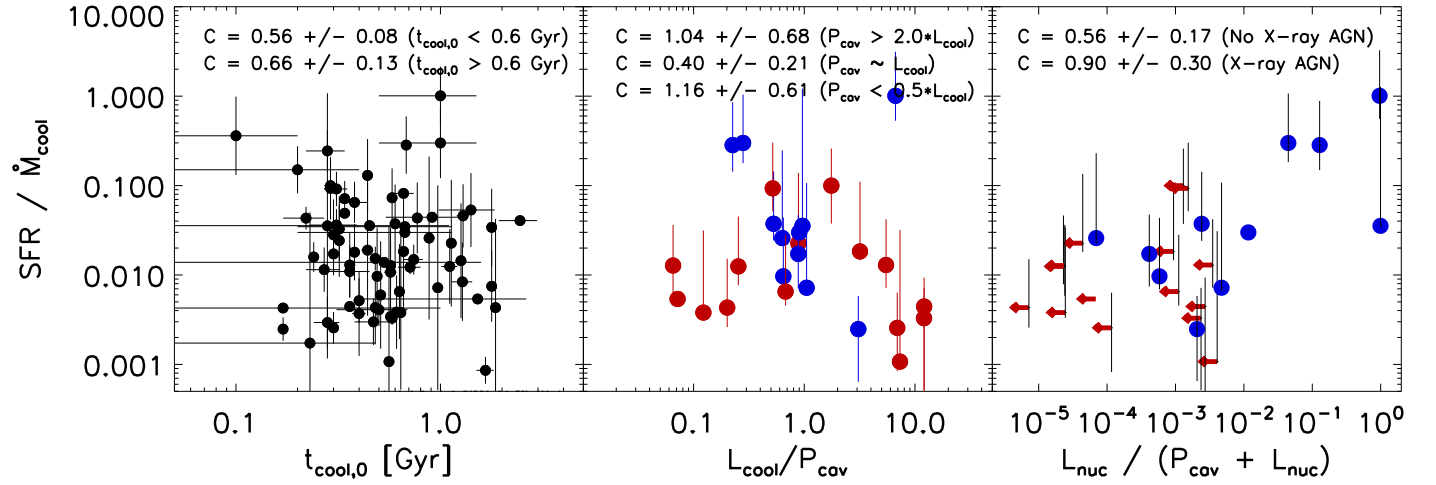 10.000
1.000
0.100
0.010
0.001
SFR / Ṁcool
C = 0.56 +/- 0.08 (tcool,0 < 0.6 Gyr)
C = 0.66 +/- 0.13 (tcool,0 > 0.6 Gyr)
0.1 1.0
tcool,0 [Gyr]
C = 1.04 +/- 0.68 (Pcav > 2.0*Lcool)
C = 0.40 +/- 0.21 (Pcav ~ Lcool)
C = 1.16 +/- 0.61 (Pcav < 0.5*Lcool)
0.1 1.0 10.0
Lcool/Pcav
C = 0.56 +/- 0.17 (No X-ray AGN)
C = 0.90 +/- 0.30 (X-ray AGN)
10⁻⁵ 10⁻⁴ 10⁻³ 10⁻² 10⁻¹ 10⁰
Lnuc / (Pcav + Lnuc)